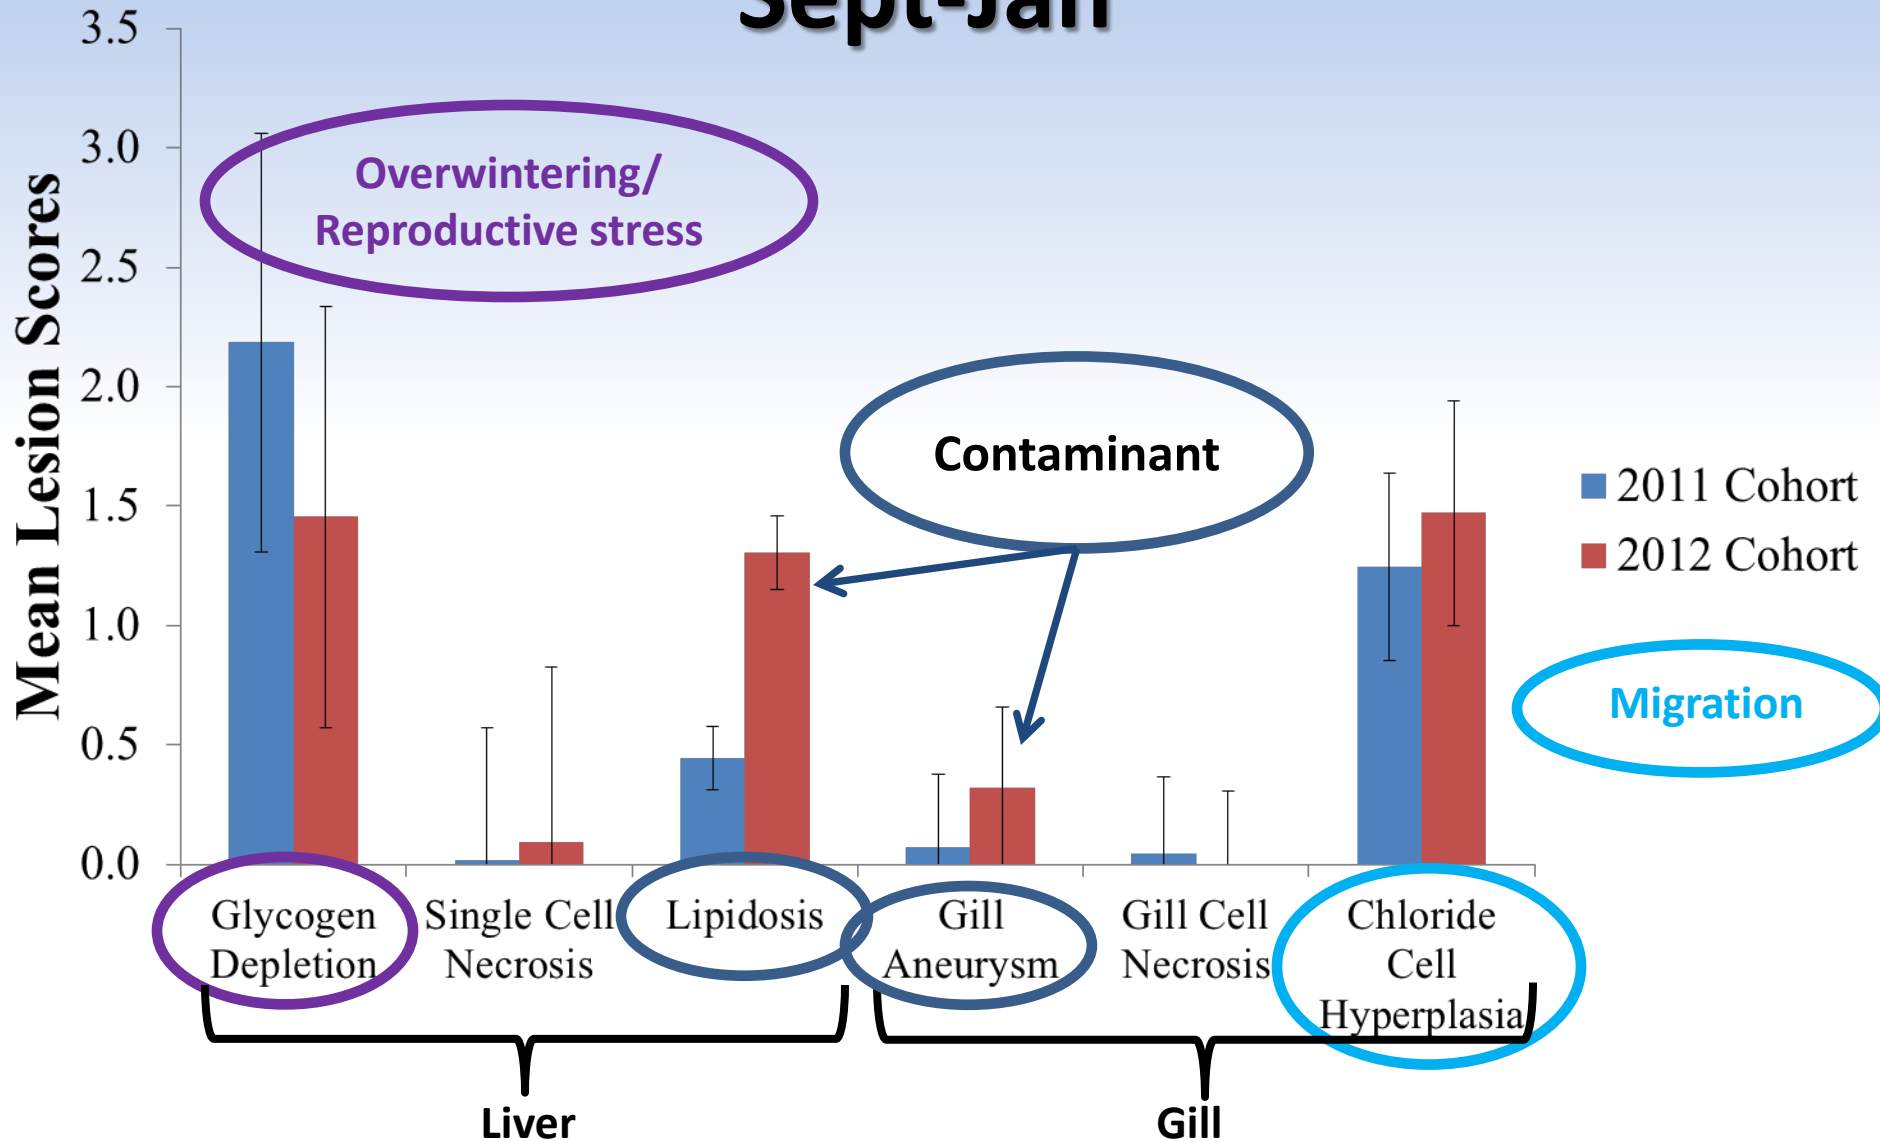 Sept-Jan
3.5
3.0
2.5
2.0
1.5
1.0
0.5
0.0
Mean Lesion Scores
Overwintering/
Reproductive stress
Contaminant
2011 Cohort
2012 Cohort
Migration
Glycogen
Depletion
Single Cell
Necrosis
Lipidosis
Gill
Aneurysm
Gill Cell
Necrosis
Chloride
Cell
Hyperplasia
Liver
Gill